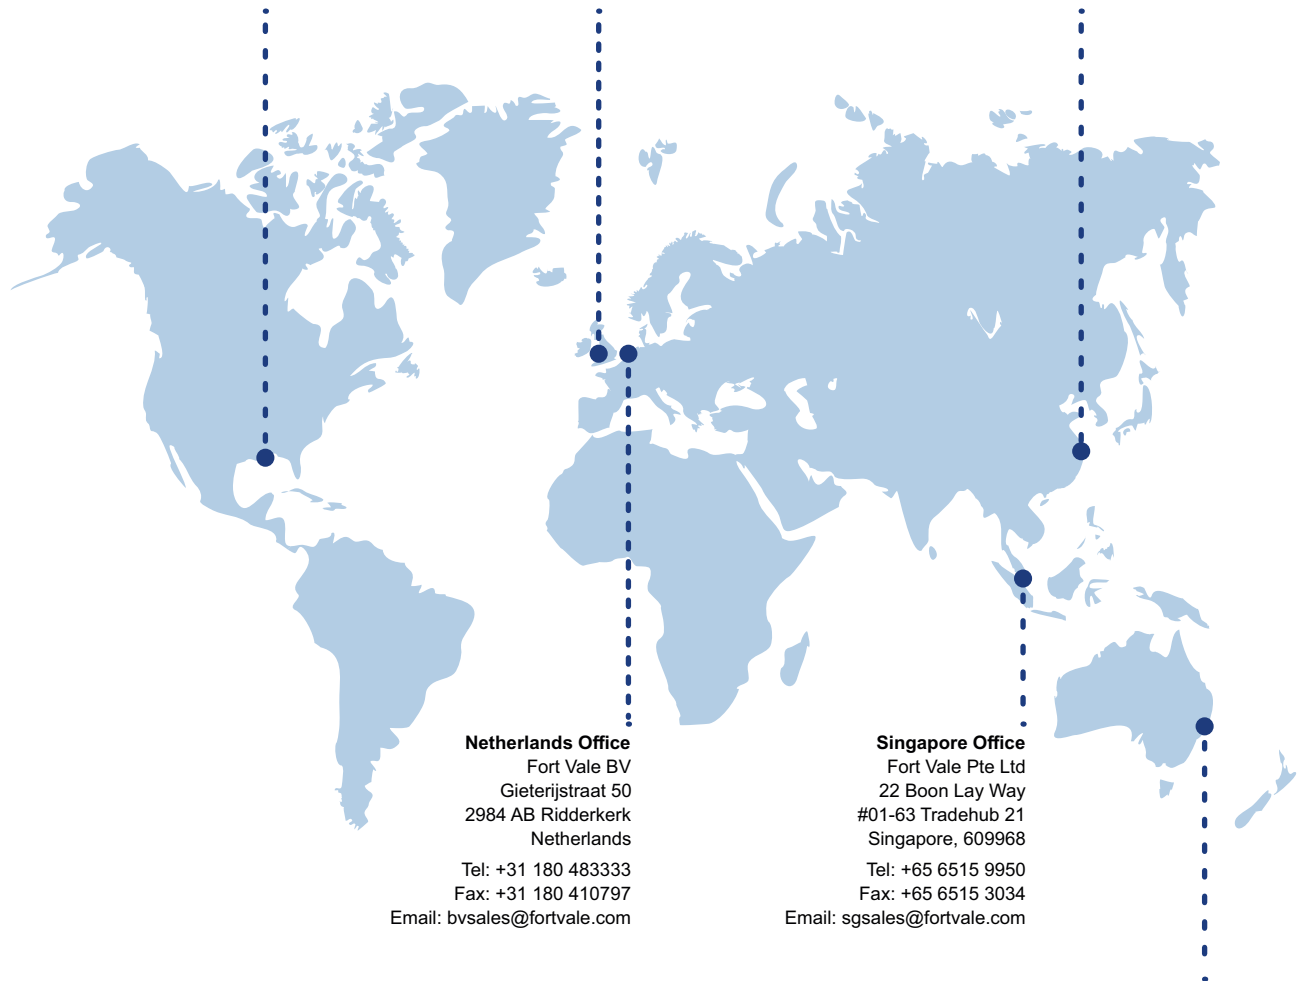 Netherlands Office
Fort Vale BV
Gieterijstraat 50
2984 AB Ridderkerk
Netherlands
Tel: +31 180 483333
Fax: +31 180 410797
Email: bvsales@fortvale.com
Singapore Office
Fort Vale Pte Ltd
22 Boon Lay Way
#01-63 Tradehub 21
Singapore, 609968
Tel: +65 6515 9950
Fax: +65 6515 3034
Email: sgsales@fortvale.com